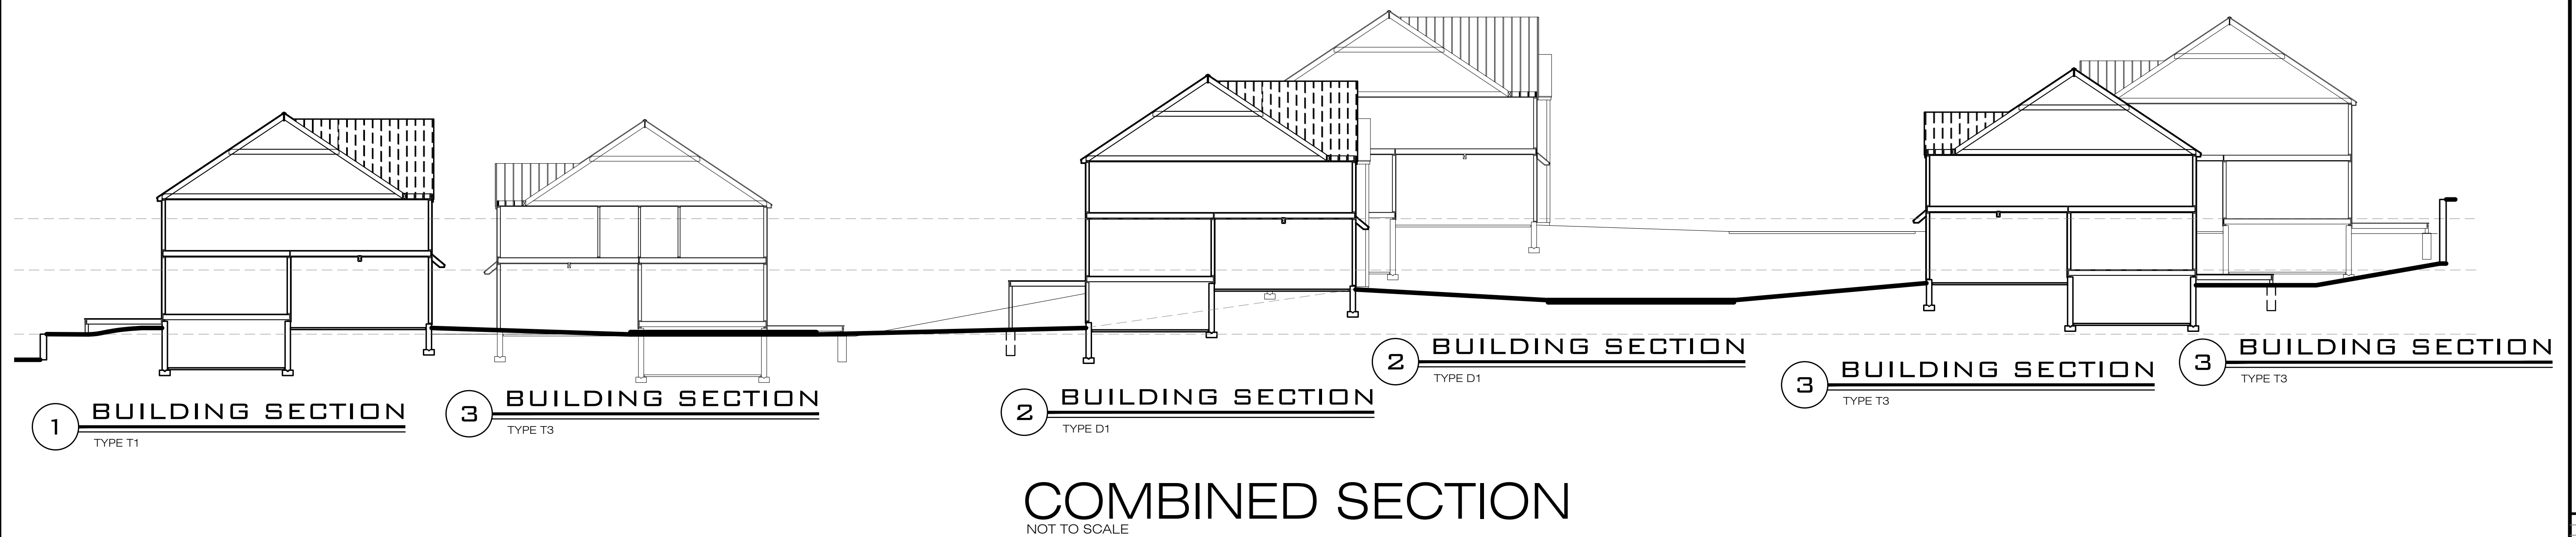 1 BUILDING SECTION
TYPE T1
3 BUILDING SECTION
TYPE T3
2 BUILDING SECTION
TYPE D1
2 BUILDING SECTION
TYPE D1
3 BUILDING SECTION
TYPE T3
3 BUILDING SECTION
TYPE T3
COMBINED SECTION
NOT TO SCALE